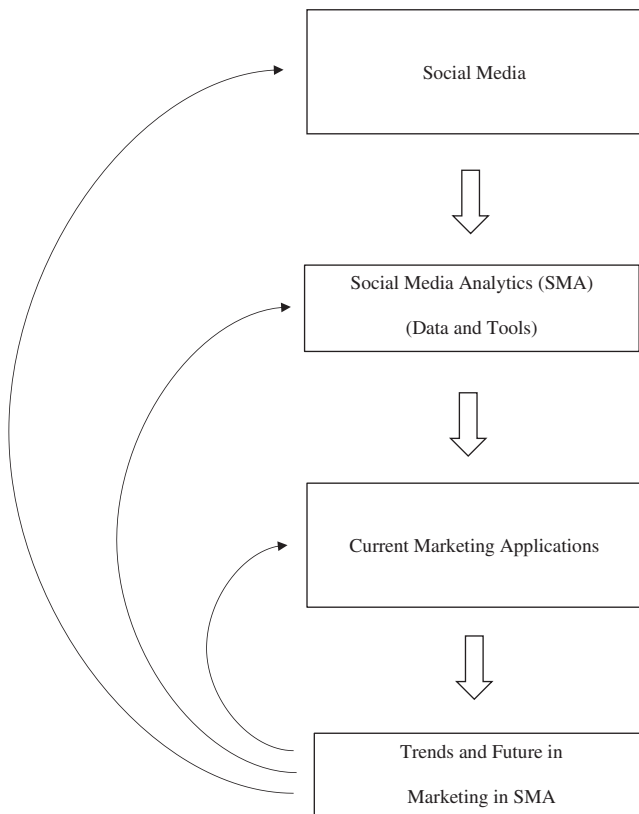 Social Media
Social Media Analytics (SMA)
(Data and Tools)
Current Marketing Applications
Trends and Future in
Marketing in SMA